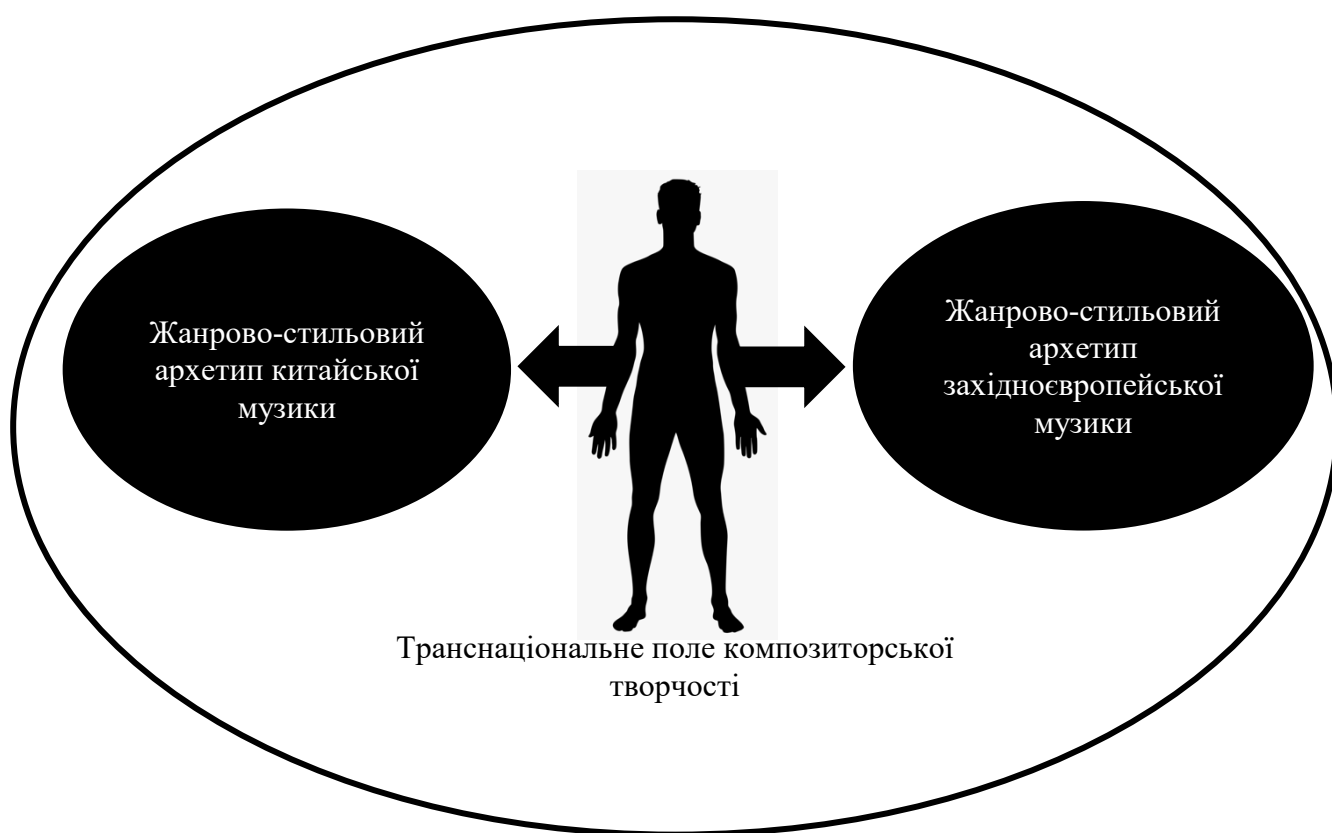 Жанрово-стильовий
архетип китайської
музики
Жанрово-стильовий
архетип
західноєвропейської
музики
Транснаціональне поле композиторської
творчості